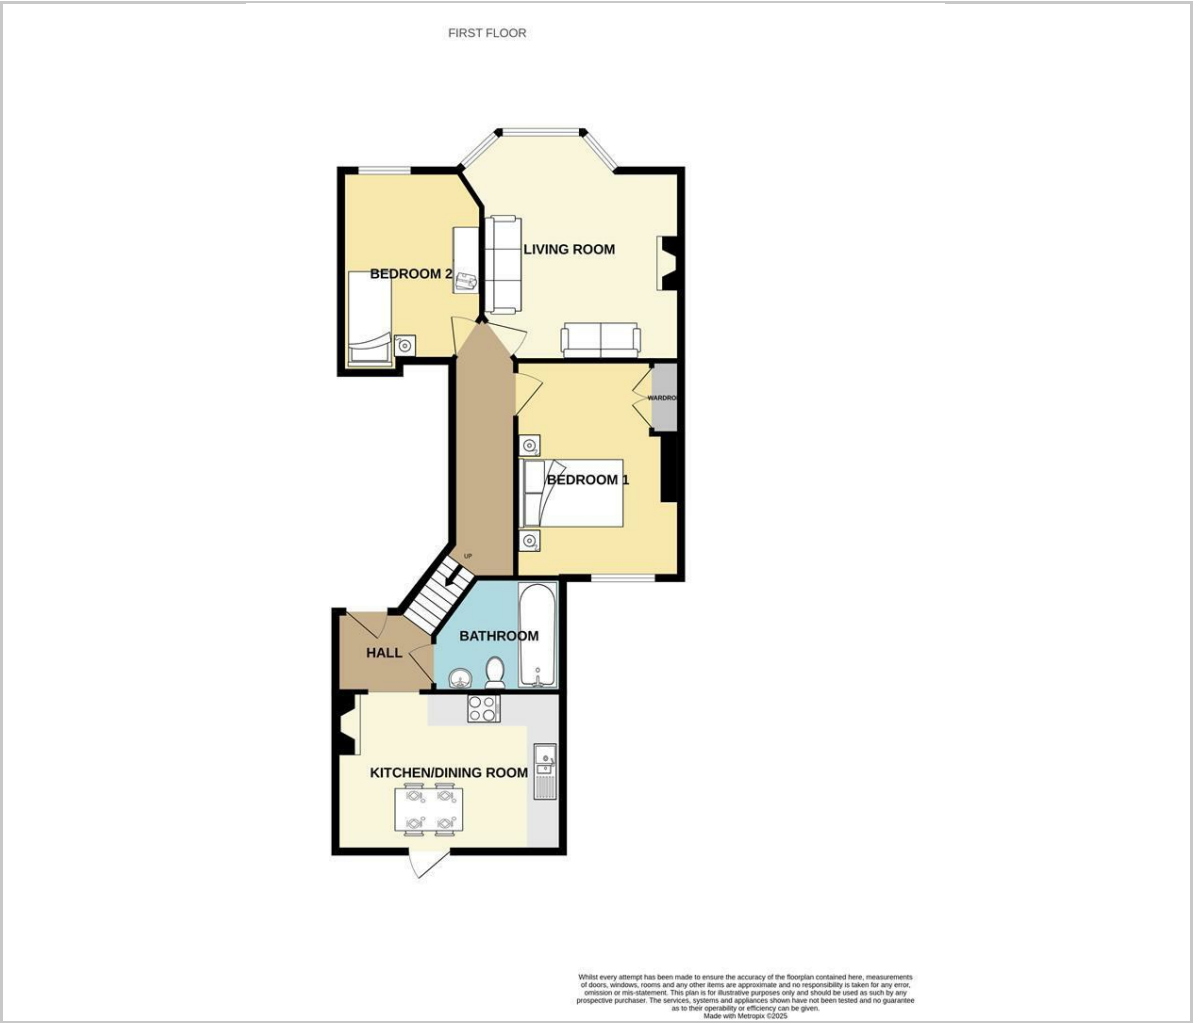 FIRST FLOOR
LIVING ROOM
BEDROOM 2
WARDRO
BEDROOM 1
UP
BATHROOM
HALL
KITCHEN/DINING ROOM
Whilst every attempt has been made to ensure the accuracy of the floorplan contained here, measurements
of doors, windows, rooms and any other items are approximate and no responsibility is taken for any error,
omission or mis-statement. This plan is for illustrative purposes only and should be used as such by any
prospective purchaser. The services, systems and appliances shown have not been tested and no guarantee
as to their operability or efficiency can be given.
Made with Metropix ©2025